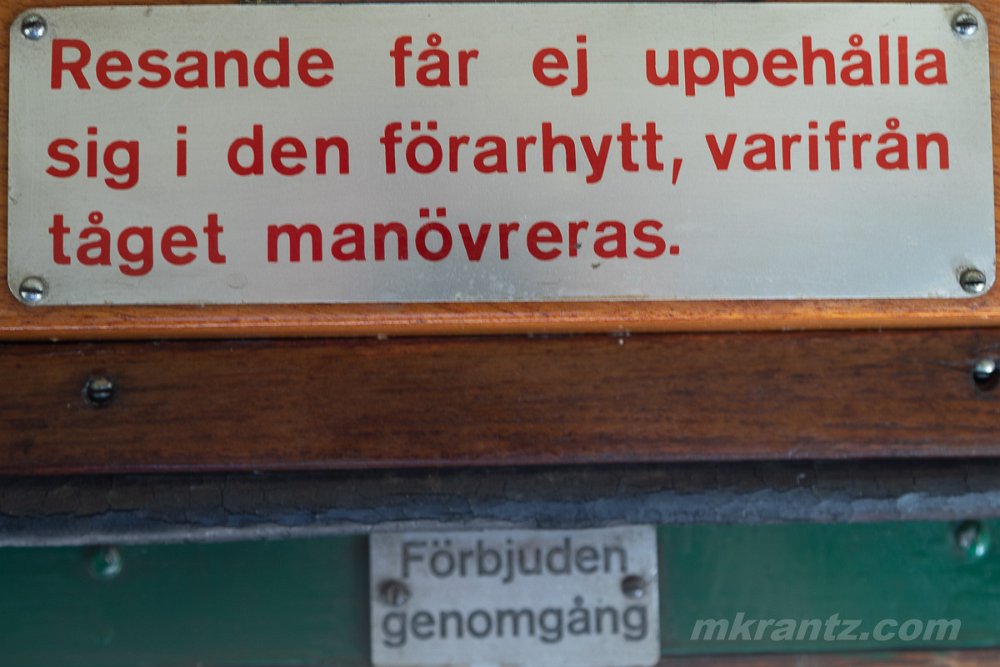 Resande får ej uppehålla
sig i den förarhytt, varifrån
tåget manövreras.
Förbjuden
genomgång
mkrantz.com